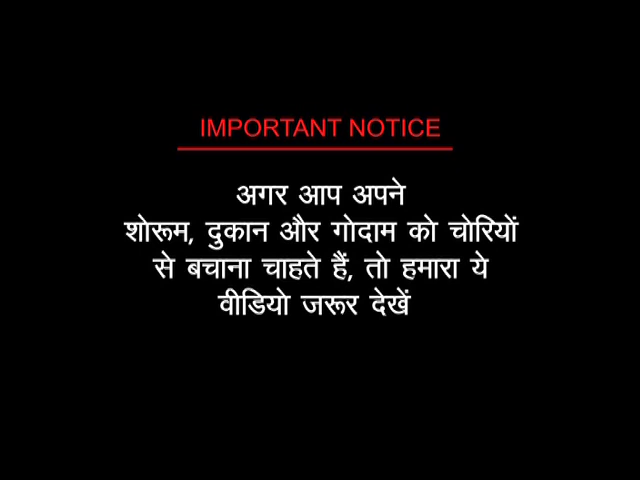 IMPORTANT NOTICE
अगर आप अपने
शोरूम, दुकान और गोदाम को चोरियों
से बचाना चाहते हैं, तो हमारा ये
वीडियो जरूर देखें